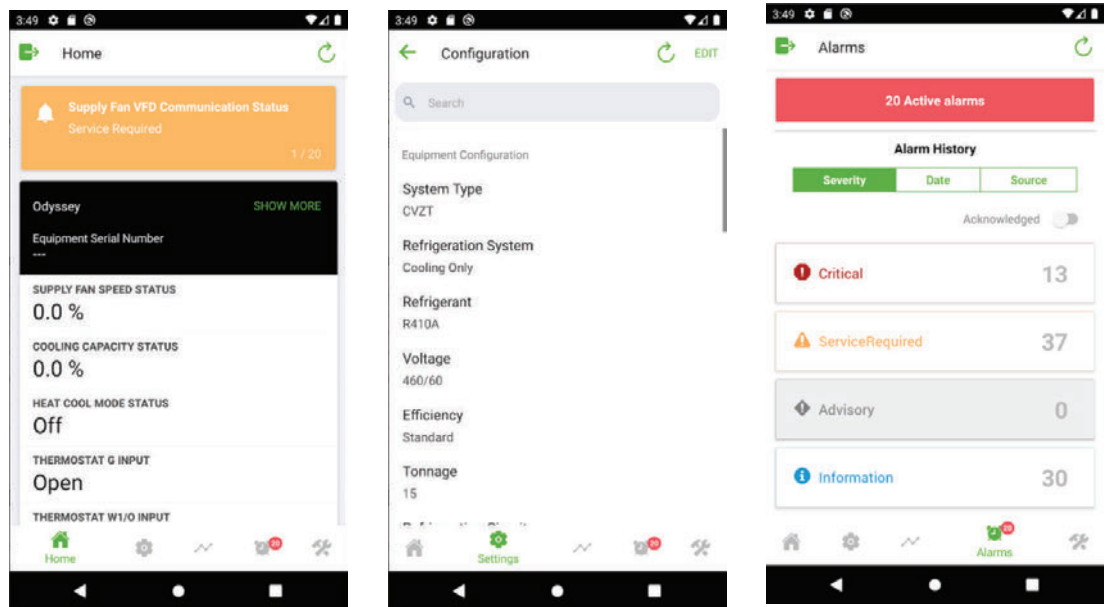 3:49
Home
Supply Fan VFD Communication Status
Service Required
1 / 20
Odyssey
SHOW MORE
Equipment Serial Number
---
SUPPLY FAN SPEED STATUS
0.0 %
COOLING CAPACITY STATUS
0.0 %
HEAT COOL MODE STATUS
Off
THERMOSTAT G INPUT
Open
THERMOSTAT W1/O INPUT
20
Home
3:49
Configuration
EDIT
Search
Equipment Configuration
System Type
CVZT
Refrigeration System
Cooling Only
Refrigerant
R410A
Voltage
460/60
Efficiency
Standard
Tonnage
15
20
Settings
3:49
Alarms
20 Active alarms
Alarm History
Severity
Date
Source
Acknowledged
Critical
13
ServiceRequired
37
Advisory
0
Information
30
20
Alarms